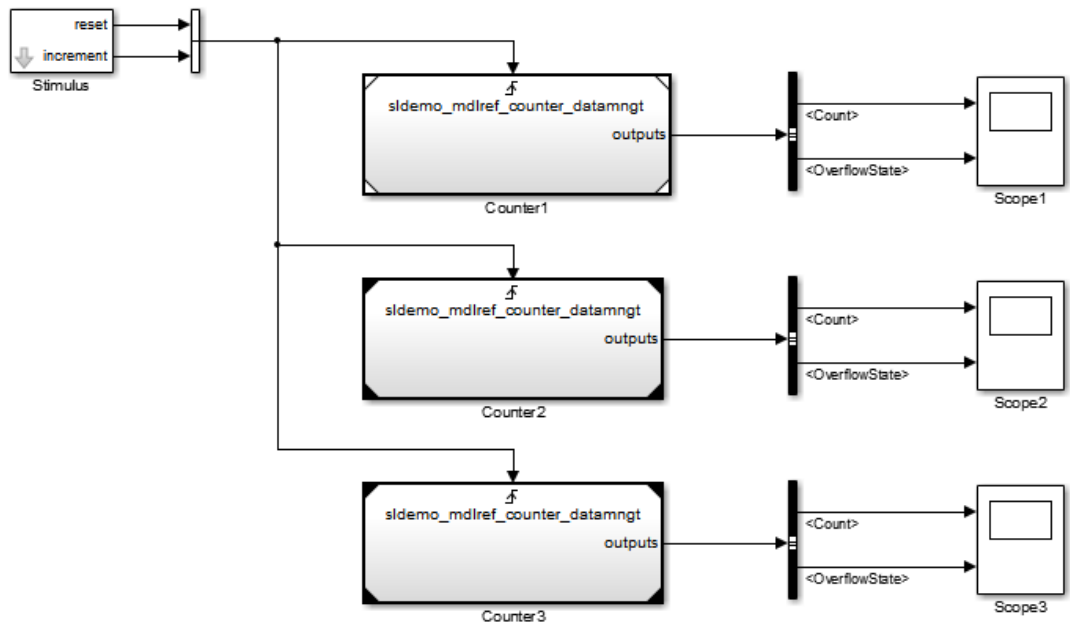 reset
increment
Stimulus
sldemo_mdlref_counter_datamngt
outputs
Counter1
<Count>
<OverflowState>
Scope1
sldemo_mdlref_counter_datamngt
outputs
Counter2
<Count>
<OverflowState>
Scope2
sldemo_mdlref_counter_datamngt
outputs
Counter3
<Count>
<OverflowState>
Scope3